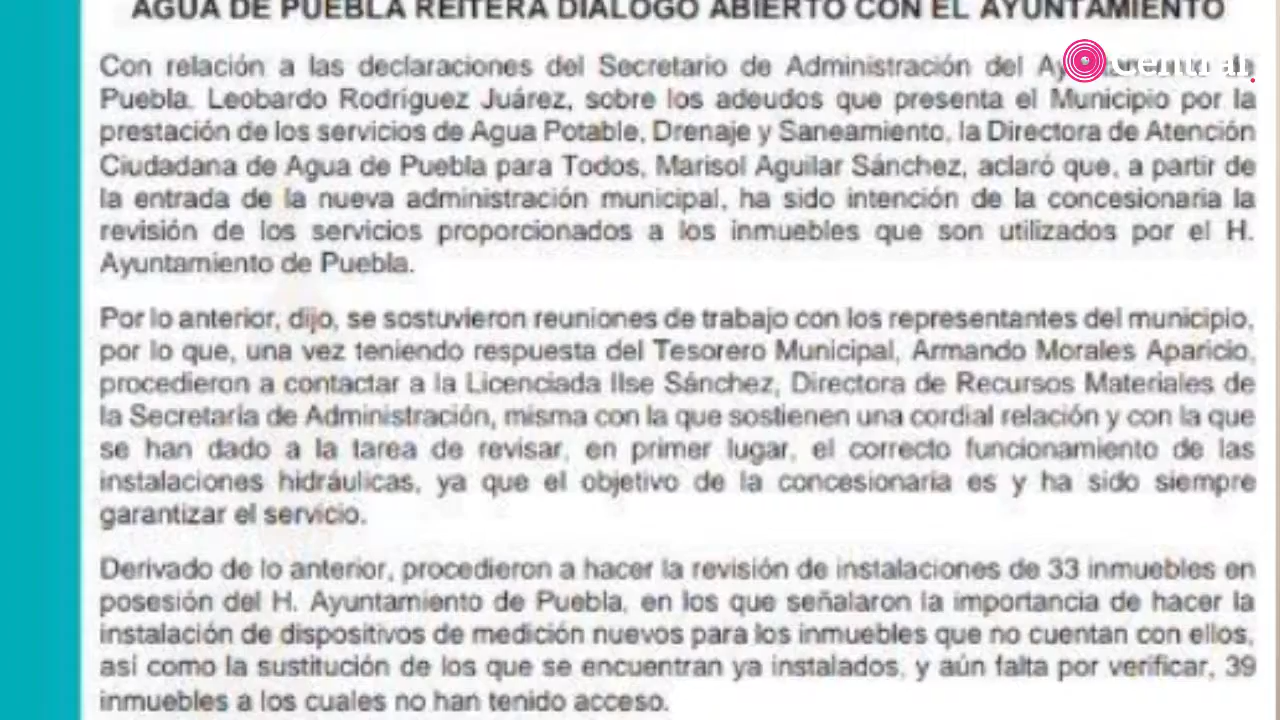 AGUA DE PUEBLA REITERA DIÁLOGO ABIERTO CON EL AYUNTAMIENTO
Central.
Con relación a las declaraciones del Secretario de Administración del
Puebla, Leobardo Rodríguez Juárez, sobre los adeudos que presenta el Municipio por la
prestación de los servicios de Agua Potable, Drenaje y Saneamiento, la Directora de Atención
Ciudadana de Agua de Puebla para Todos, Marisol Aguilar Sánchez, aclaró que, a partir de
la entrada de la nueva administración municipal, ha sido intención de la concesionaria la
revisión de los servicios proporcionados a los inmuebles que son utilizados por el H.
Ayuntamiento de Puebla.
Por lo anterior, dijo, se sostuvieron reuniones de trabajo con los representantes del municipio,
por lo que, una vez teniendo respuesta del Tesorero Municipal, Armando Morales Aparicio,
procedieron a contactar a la Licenciada Ilse Sánchez, Directora de Recursos Materiales de
la Secretaría de Administración, misma con la que sostienen una cordial relación y con la que
se han dado a la tarea de revisar, en primer lugar, el correcto funcionamiento de las
instalaciones hidráulicas, ya que el objetivo de la concesionaria es y ha sido siempre
garantizar el servicio.
Derivado de lo anterior, procedieron a hacer la revisión de instalaciones de 33 inmuebles en
posesión del H. Ayuntamiento de Puebla, en los que señalaron la importancia de hacer la
instalación de dispositivos de medición nuevos para los inmuebles que no cuentan con ellos,
así como la sustitución de los que se encuentran ya instalados, y aún falta por verificar, 39
inmuebles a los cuales no han tenido acceso.